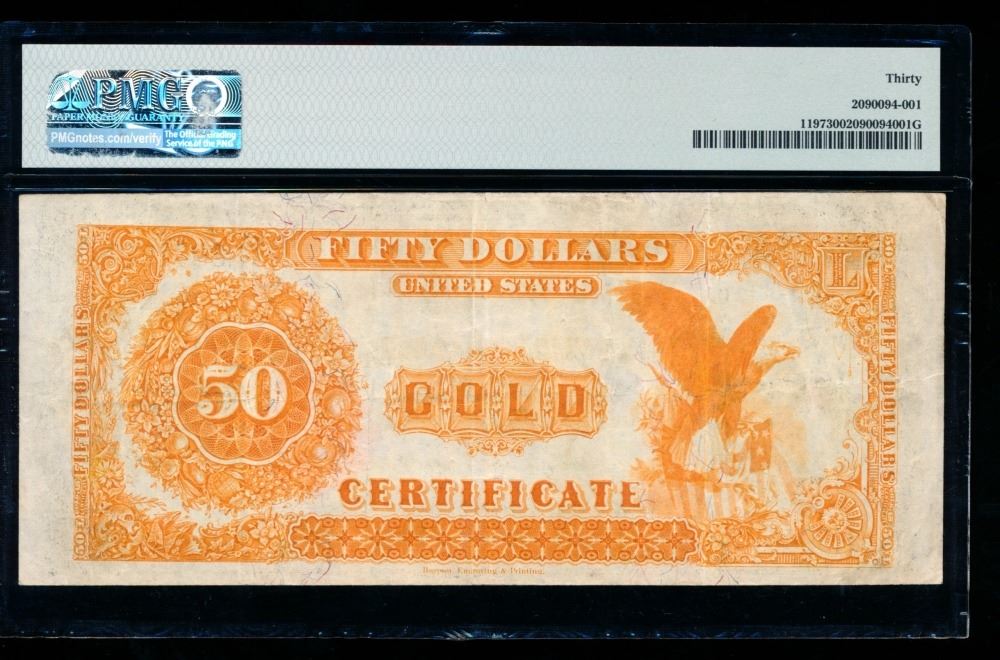 PMG
PAPER MONEY GUARANTY
PMGnotes.com/verify
The Official Grading
Service of the PNG
Thirty
2090094-001
11973002090094001G
FIFTY DOLLARS
UNITED STATES
L
50
GOLD
CERTIFICATE
FIFTY DOLLARS
FIFTY DOLLARS
Bureau Engraving & Printing.